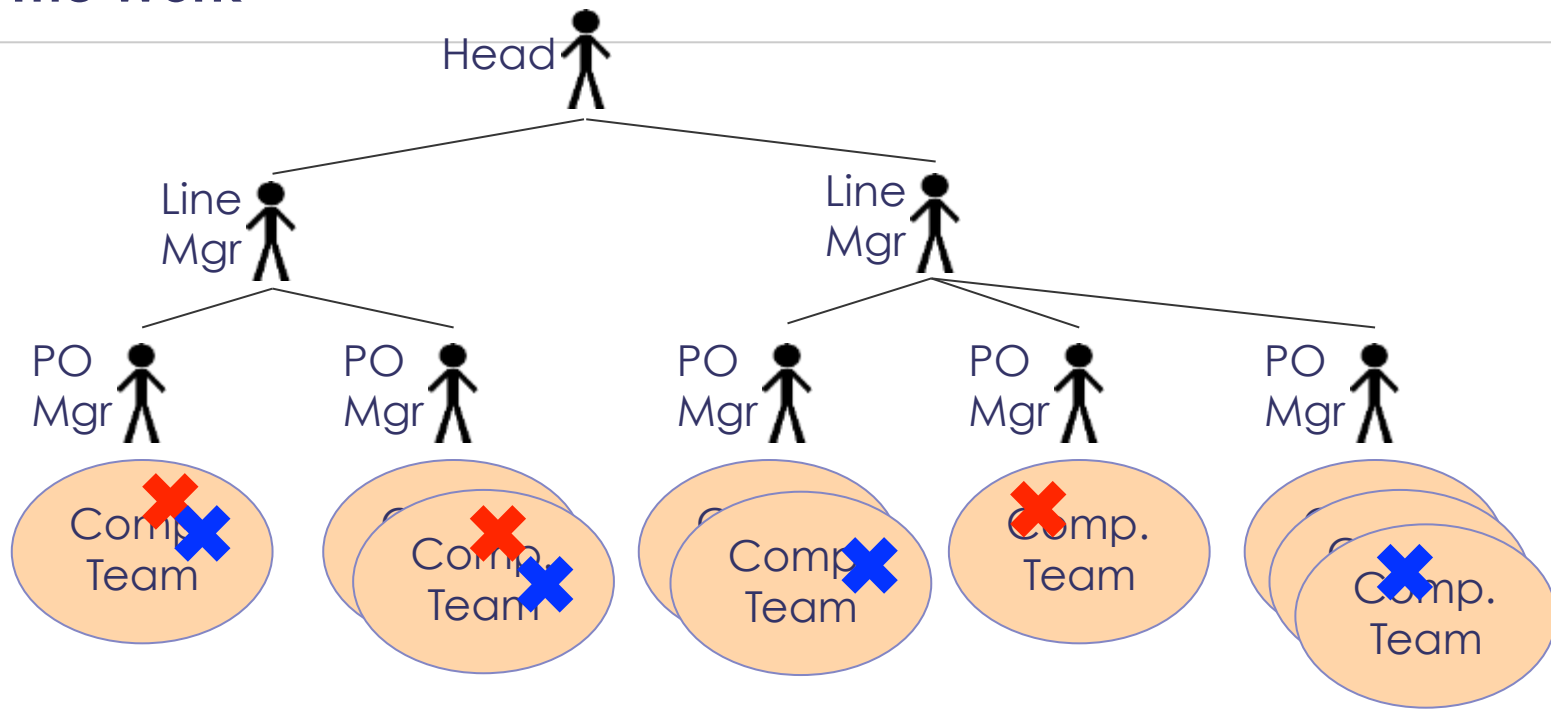 Head
Line
Mgr
Line
Mgr
PO
Mgr
PO
Mgr
PO
Mgr
PO
Mgr
PO
Mgr
Comp.
Team
Comp.
Team
Comp.
Team
Comp.
Team
Comp.
Team